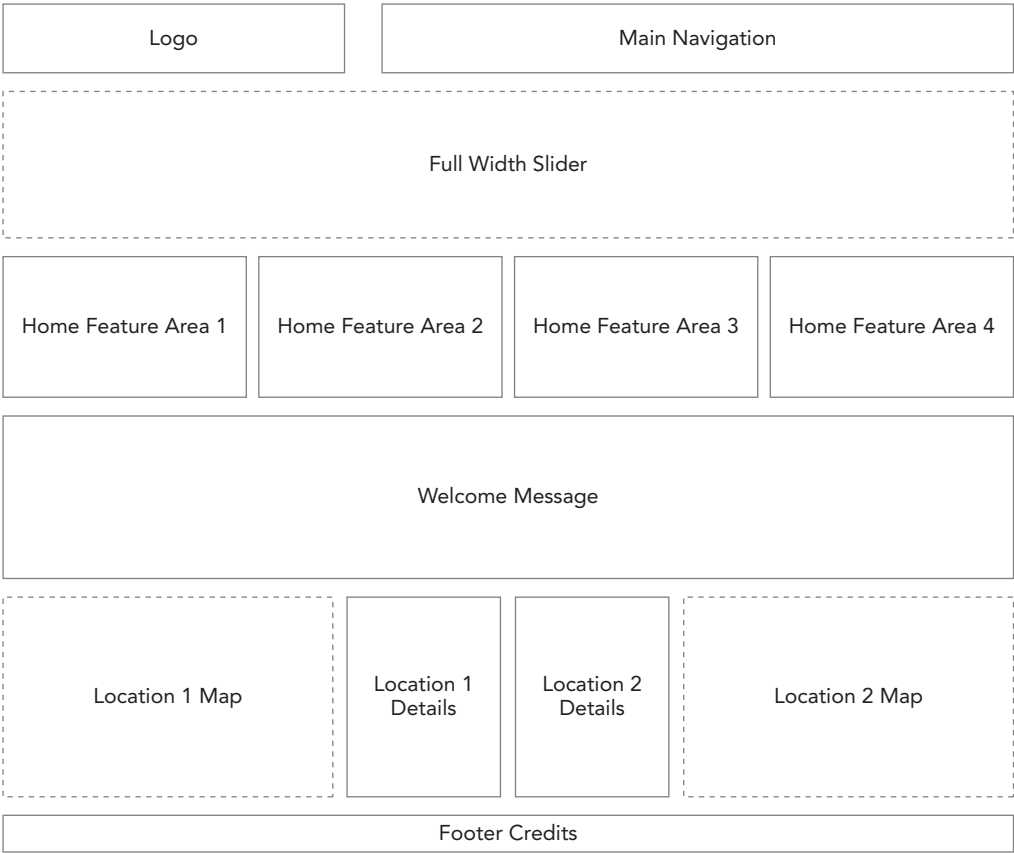 Logo
Main Navigation
Full Width Slider
Home Feature Area 1
Home Feature Area 2
Home Feature Area 3
Home Feature Area 4
Welcome Message
Location 1 Map
Location 1
Details
Location 2
Details
Location 2 Map
Footer Credits